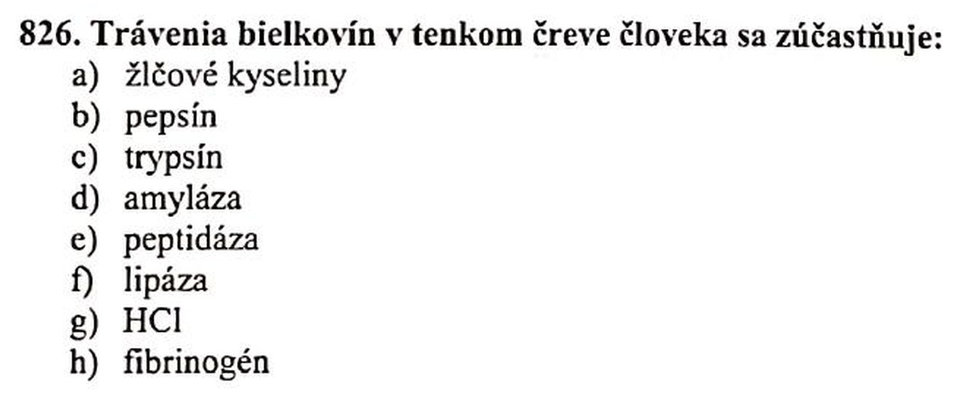 826. Trávenia bielkovín v tenkom čreve človeka sa zúčastňuje:
a) žlčové kyseliny
b) pepsín
c) trypsín
d) amyláza
e) peptidáza
f) lipáza
g) HCl
h) fibrinogén